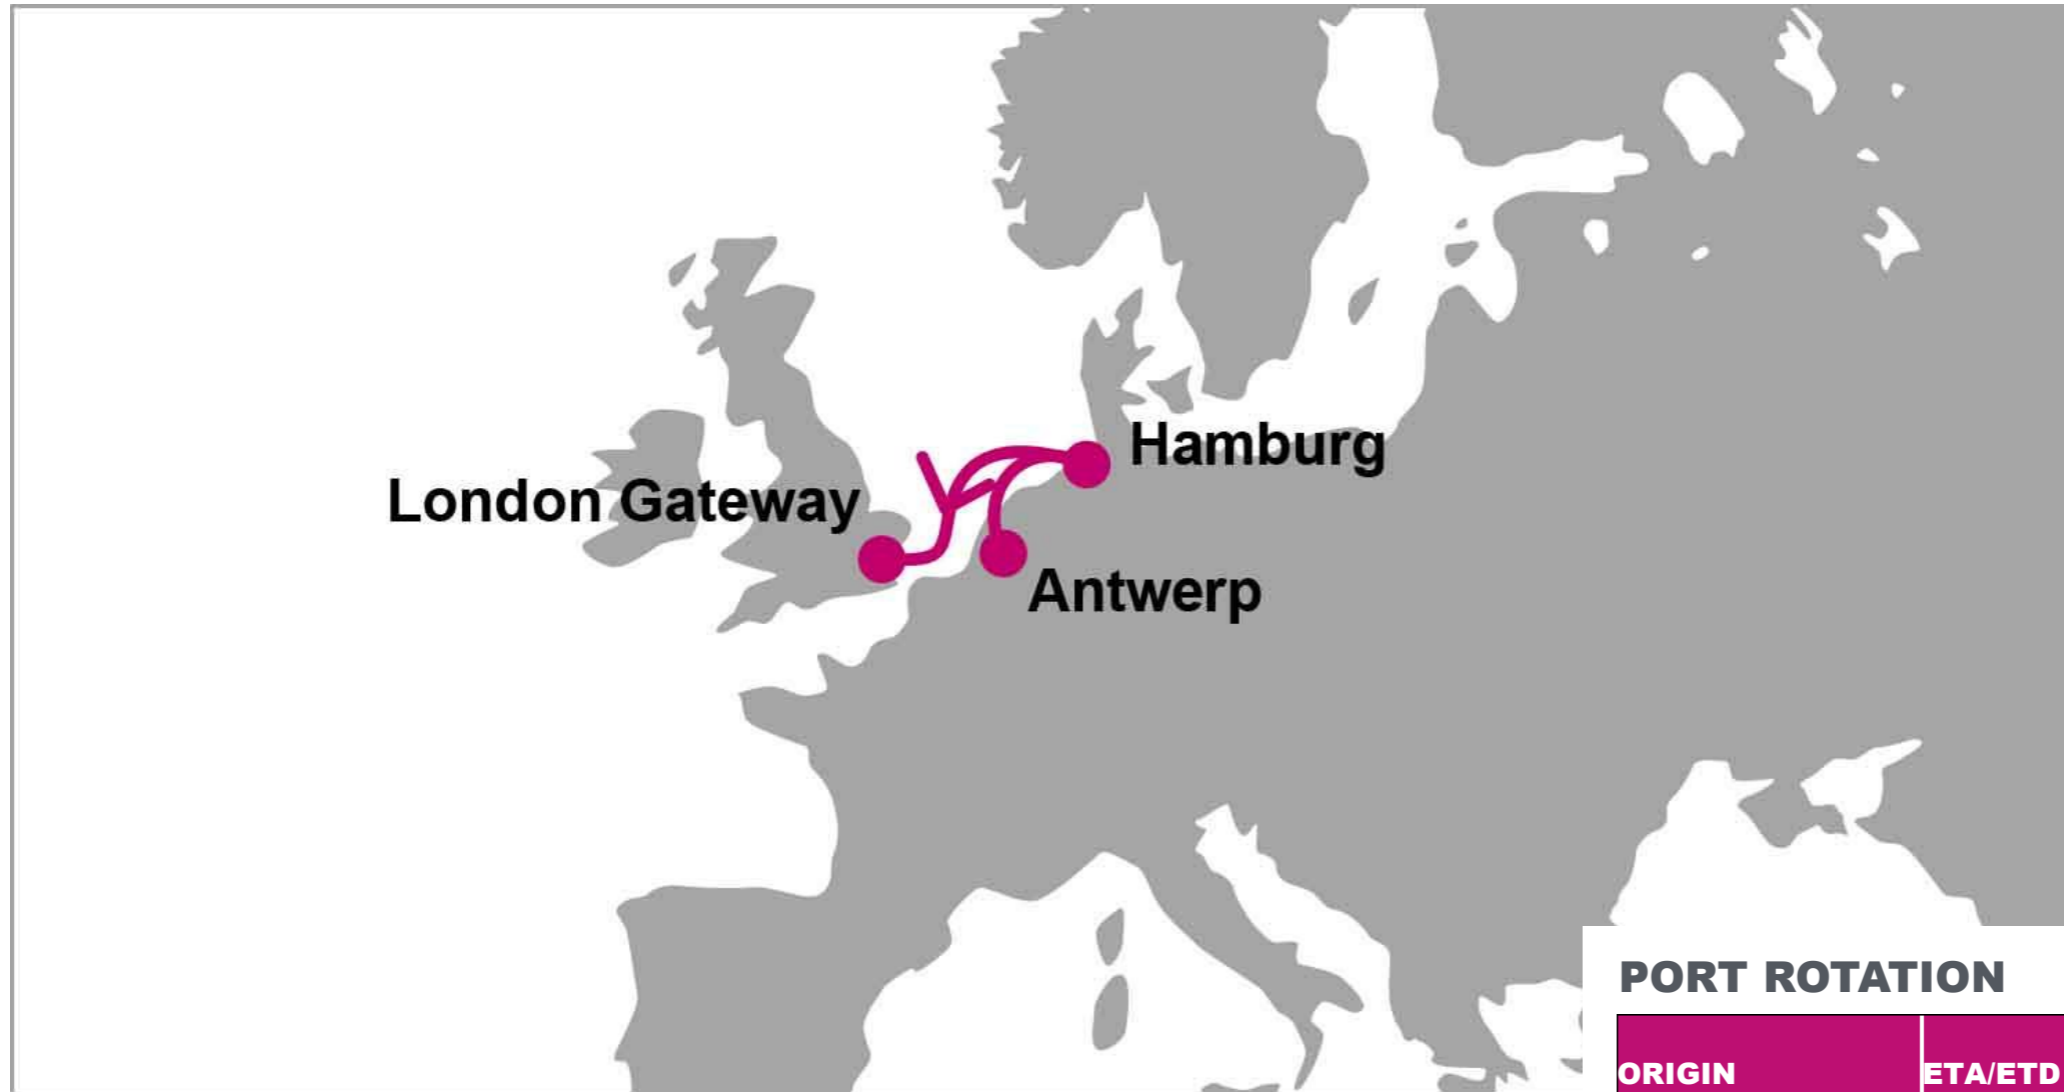 Hamburg
London Gateway
Antwerp
PORT ROTATION
ORIGIN
ETA/ETD